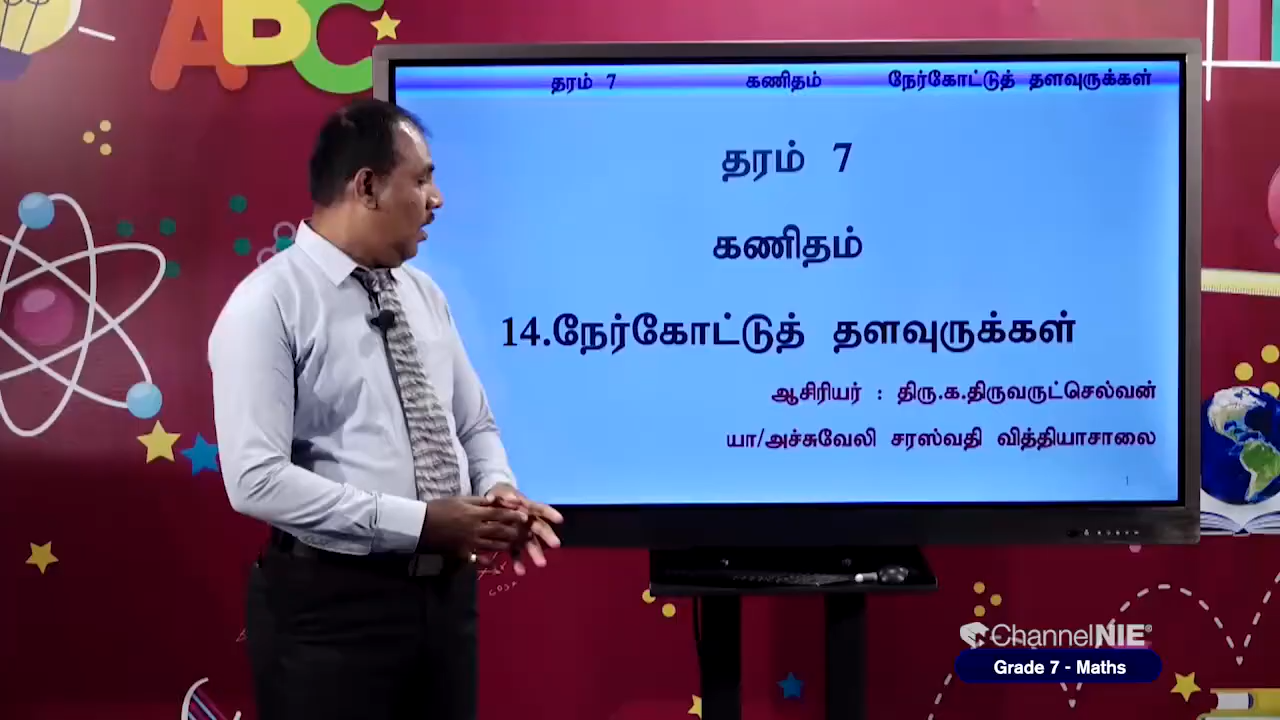 ABC
தரம் 7 கணிதம் நேர்கோட்டுத் தளவுருக்கள்
தரம் 7
கணிதம்
14.நேர்கோட்டுத் தளவுருக்கள்
ஆசிரியர் : திரு.க.திருவருட்செல்வன்
யா/அச்சுவேலி சரஸ்வதி வித்தியாசாலை
1
ChannelNIE®
Grade 7 - Maths